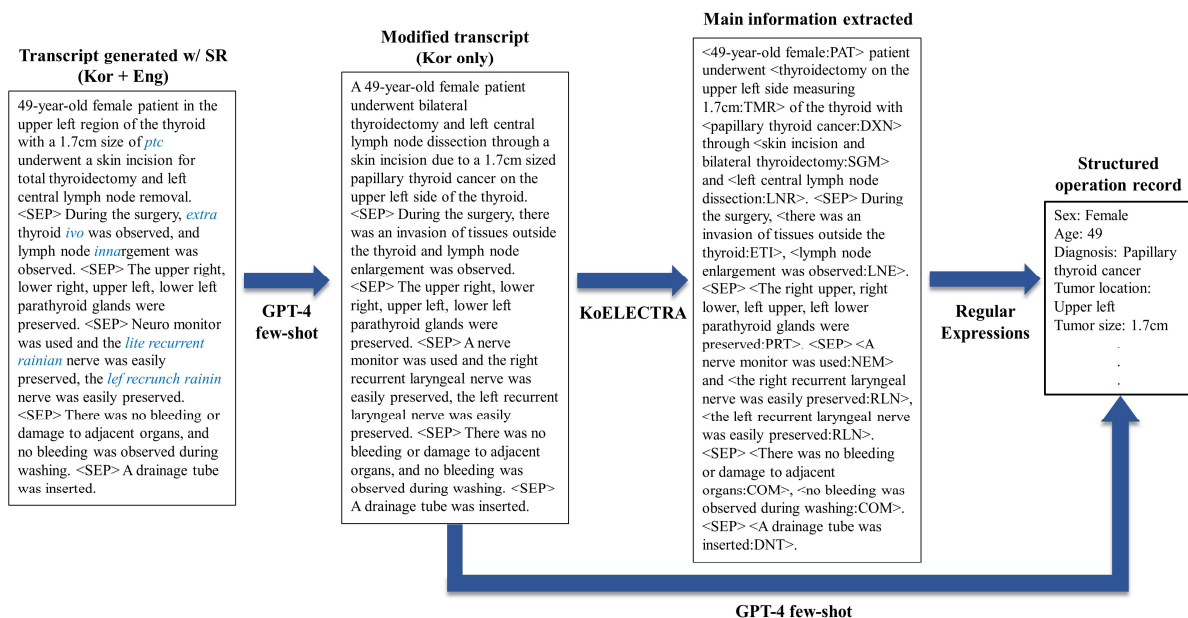 Transcript generated w/ SR
(Kor + Eng)
49-year-old female patient in the
upper left region of the thyroid
with a 1.7cm size of ptc
underwent a skin incision for
total thyroidectomy and left
central lymph node removal.
<SEP> During the surgery, extra
thyroid ivo was observed, and
lymph node innargement was
observed. <SEP> The upper right,
lower right, upper left, lower left
parathyroid glands were
preserved. <SEP> Neuro monitor
was used and the lite recurrent
rainian nerve was easily
preserved, the lef recrunch rainin
nerve was easily preserved.
<SEP> There was no bleeding or
damage to adjacent organs, and
no bleeding was observed during
washing. <SEP> A drainage tube
was inserted.
GPT-4
few-shot
Modified transcript
(Kor only)
A 49-year-old female patient
underwent bilateral
thyroidectomy and left central
lymph node dissection through a
skin incision due to a 1.7cm sized
papillary thyroid cancer on the
upper left side of the thyroid.
<SEP> During the surgery, there
was an invasion of tissues outside
the thyroid and lymph node
enlargement was observed.
<SEP> The upper right, lower
right, upper left, lower left
parathyroid glands were
preserved. <SEP> A nerve
monitor was used and the right
recurrent laryngeal nerve was
easily preserved, the left recurrent
laryngeal nerve was easily
preserved. <SEP> There was no
bleeding or damage to adjacent
organs, and no bleeding was
observed during washing. <SEP>
A drainage tube was inserted.
KoELECTRA
Main information extracted
<49-year-old female:PAT> patient
underwent <thyroidectomy on the
upper left side measuring
1.7cm:TMR> of the thyroid with
<papillary thyroid cancer:DXN>
through <skin incision and
bilateral thyroidectomy:SGM>
and <left central lymph node
dissection:LNR>. <SEP> During
the surgery, <there was an
invasion of tissues outside the
thyroid:ETI>, <lymph node
enlargement was observed:LNE>.
<SEP> <The right upper, right
lower, left upper, left lower
parathyroid glands were
preserved:PRT>. <SEP> <A
nerve monitor was used:NEM>
and <the right recurrent laryngeal
nerve was easily preserved:RLN>,
<the left recurrent laryngeal nerve
was easily preserved:RLN>.
<SEP> <There was no bleeding
or damage to adjacent
organs:COM>, <no bleeding was
observed during washing:COM>.
<SEP> <A drainage tube was
inserted:DNT>.
Regular
Expressions
Structured
operation record
Sex: Female
Age: 49
Diagnosis: Papillary
thyroid cancer
Tumor location:
Upper left
Tumor size: 1.7cm
.
.
.
GPT-4 few-shot